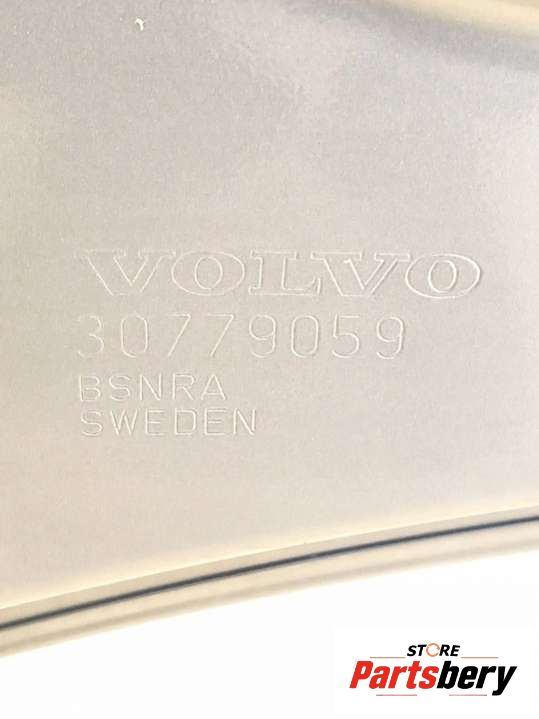 VOLVO
30779059
BSNRA
SWEDEN
STORE
Partsbery